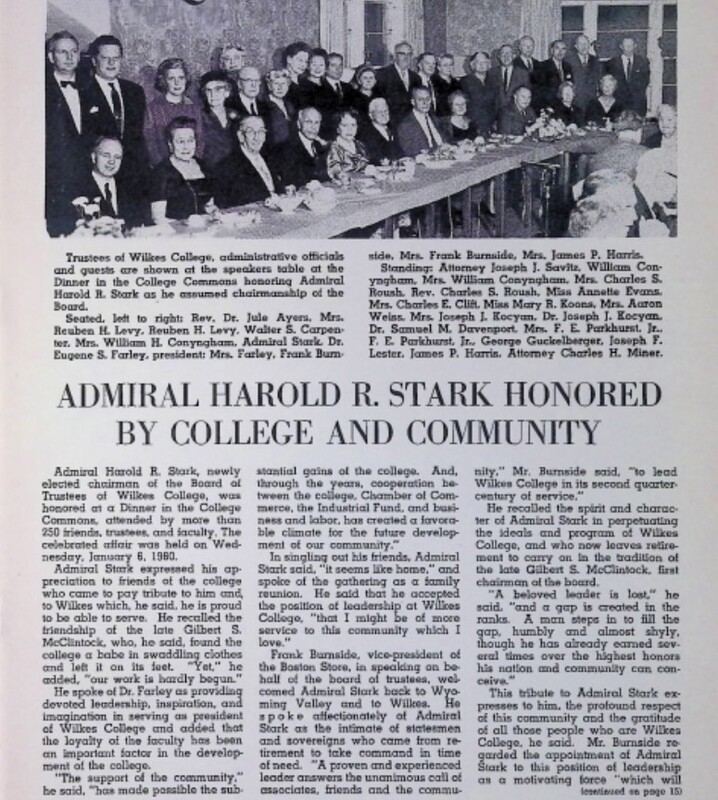 Trustees of Wilkes College, administrative officials
and guests are shown at the speakers table at the
Dinner in the College Commons honoring Admiral
Harold R. Stark as he assumed chairmanship of the
Board.
Seated, left to right: Rev. Dr. Jule Ayers, Mrs.
Reuben H. Levy, Reuben H. Levy, Walter S. Carpen-
ter, Mrs. William H. Conyngham, Admiral Stark, Dr.
Eugene S. Farley, president; Mrs. Farley, Frank Burn-
side, Mrs. Frank Burnside, Mrs. James P. Harris.
Standing: Attorney Joseph J. Savitz, William Con-
yngham, Mrs. William Conyngham, Mrs. Charles S.
Roush, Rev. Charles S. Roush, Miss Annette Evans,
Mrs. Charles E. Clift, Miss Mary R. Koons, Mrs. Aaron
Weiss, Mrs. Joseph J. Kocyam, Dr. Joseph J. Kocyam,
Dr. Samuel M. Davenport, Mrs. F. E. Parkhurst, Jr.,
F. E. Parkhurst, Jr., George Guckelberger, Joseph F.
Lester, James P. Harris, Attorney Charles H. Miner.
ADMIRAL HAROLD R. STARK HONORED
BY COLLEGE AND COMMUNITY
Admiral Harold R. Stark, newly
elected chairman of the Board of
Trustees of Wilkes College, was
honored at a Dinner in the College
Commons, attended by more than
250 friends, trustees, and faculty. The
celebrated affair was held on Wed-
nesday, January 6, 1960.
Admiral Stark expressed his ap-
preciation to friends of the college
who came to pay tribute to him and,
to Wilkes which, he said, he is proud
to be able to serve. He recalled the
friendship of the late Gilbert S.
McClintock, who, he said, found the
college a babe in swaddling clothes
and left it on its feet. "Yet," he
added, "our work is hardly begun."
He spoke of Dr. Farley as providing
devoted leadership, inspiration, and
imagination in serving as president
of Wilkes College and added that
the loyalty of the faculty has been
an important factor in the develop-
ment of the college.
"The support of the community,"
he said, "has made possible the sub-
stantial gains of the college. And,
through the years, cooperation be-
tween the college, Chamber of Com-
merce, the Industrial Fund, and busi-
ness and labor, has created a favora-
ble climate for the future develop-
ment of our community."
In singling out his friends, Admiral
Stark said, "it seems like home," and
spoke of the gathering as a family
reunion. He said that he accepted
the position of leadership at Wilkes
College, "that I might be of more
service to this community which I
love."
Frank Burnside, vice-president of
the Boston Store, in speaking on be-
half of the board of trustees, wel-
comed Admiral Stark back to Wyo-
ming Valley and to Wilkes. He
spoke affectionately of Admiral
Stark as the intimate of statesmen
and sovereigns who came from re-
tirement to take command in time
of need. "A proven and experienced
leader answers the unanimous call of
associates, friends and the commu-
nity," Mr. Burnside said, "to lead
Wilkes College in its second quarter-
century of service."
He recalled the spirit and charac-
ter of Admiral Stark in perpetuating
the ideals and program of Wilkes
College, and who now leaves retire-
ment to carry on in the tradition of
the late Gilbert S. McClintock, first
chairman of the board.
"A beloved leader is lost," he
said, "and a gap is created in the
ranks. A man steps in to fill the
gap, humbly and almost shyly,
though he has already earned sev-
eral times over the highest honors
his nation and community can con-
ceive."
This tribute to Admiral Stark ex-
presses to him, the profound respect
of this community and the gratitude
of all those people who are Wilkes
College, he said. Mr. Burnside re-
garded the appointment of Admiral
Stark to this position of leadership
as a motivating force "which will
(continued on page 15)